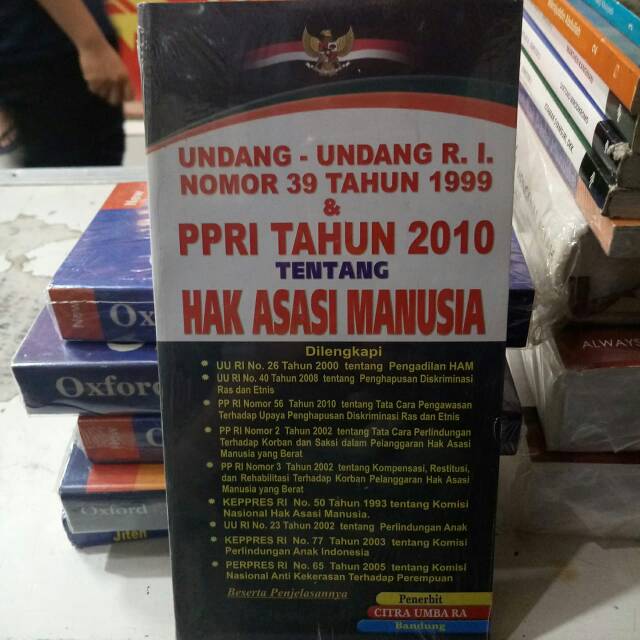 UNDANG - UNDANG R. I.
NOMOR 39 TAHUN 1999
&
PPRI TAHUN 2010
TENTANG
HAK ASASI MANUSIA
Dilengkapi
* UU RI No. 26 Tahun 2000 tentang Pengadilan HAM
* UU RI No. 40 Tahun 2008 tentang Penghapusan Diskriminasi
Ras dan Etnis
* PP RI Nomor 56 Tahun 2010 tentang Tata Cara Pengawasan
Terhadap Upaya Penghapusan Diskriminasi Ras dan Etnis
* PP RI Nomor 2 Tahun 2002 tentang Tata Cara Perlindungan
Terhadap Korban dan Saksi dalam Pelanggaran Hak Asasi
Manusia yang Berat
* PP RI Nomor 3 Tahun 2002 tentang Kompensasi, Restitusi,
dan Rehabilitasi Terhadap Korban Pelanggaran Hak Asasi
Manusia yang Berat
* KEPPRES RI No. 50 Tahun 1993 tentang Komisi
Nasional Hak Asasi Manusia.
* UU RI No. 23 Tahun 2002 tentang Perlindungan Anak
* KEPPRES RI No. 77 Tahun 2003 tentang Komisi
Perlindungan Anak Indonesia
* PERPRES RI No. 65 Tahun 2005 tentang Komisi
Nasional Anti Kekerasan Terhadap Perempuan
Beserta Penjelasannya
Penerbit
CITRA UMBARA
Bandung
Ox
Oxford
Oxford
Jilen
ALWAYS